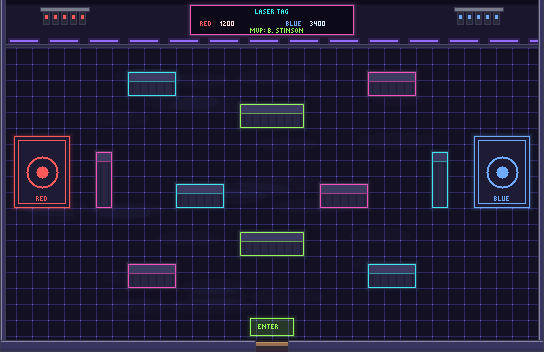 LASER TAG
RED 1200 BLUE 3400
MVP: B. STINSON
RED
BLUE
ENTER